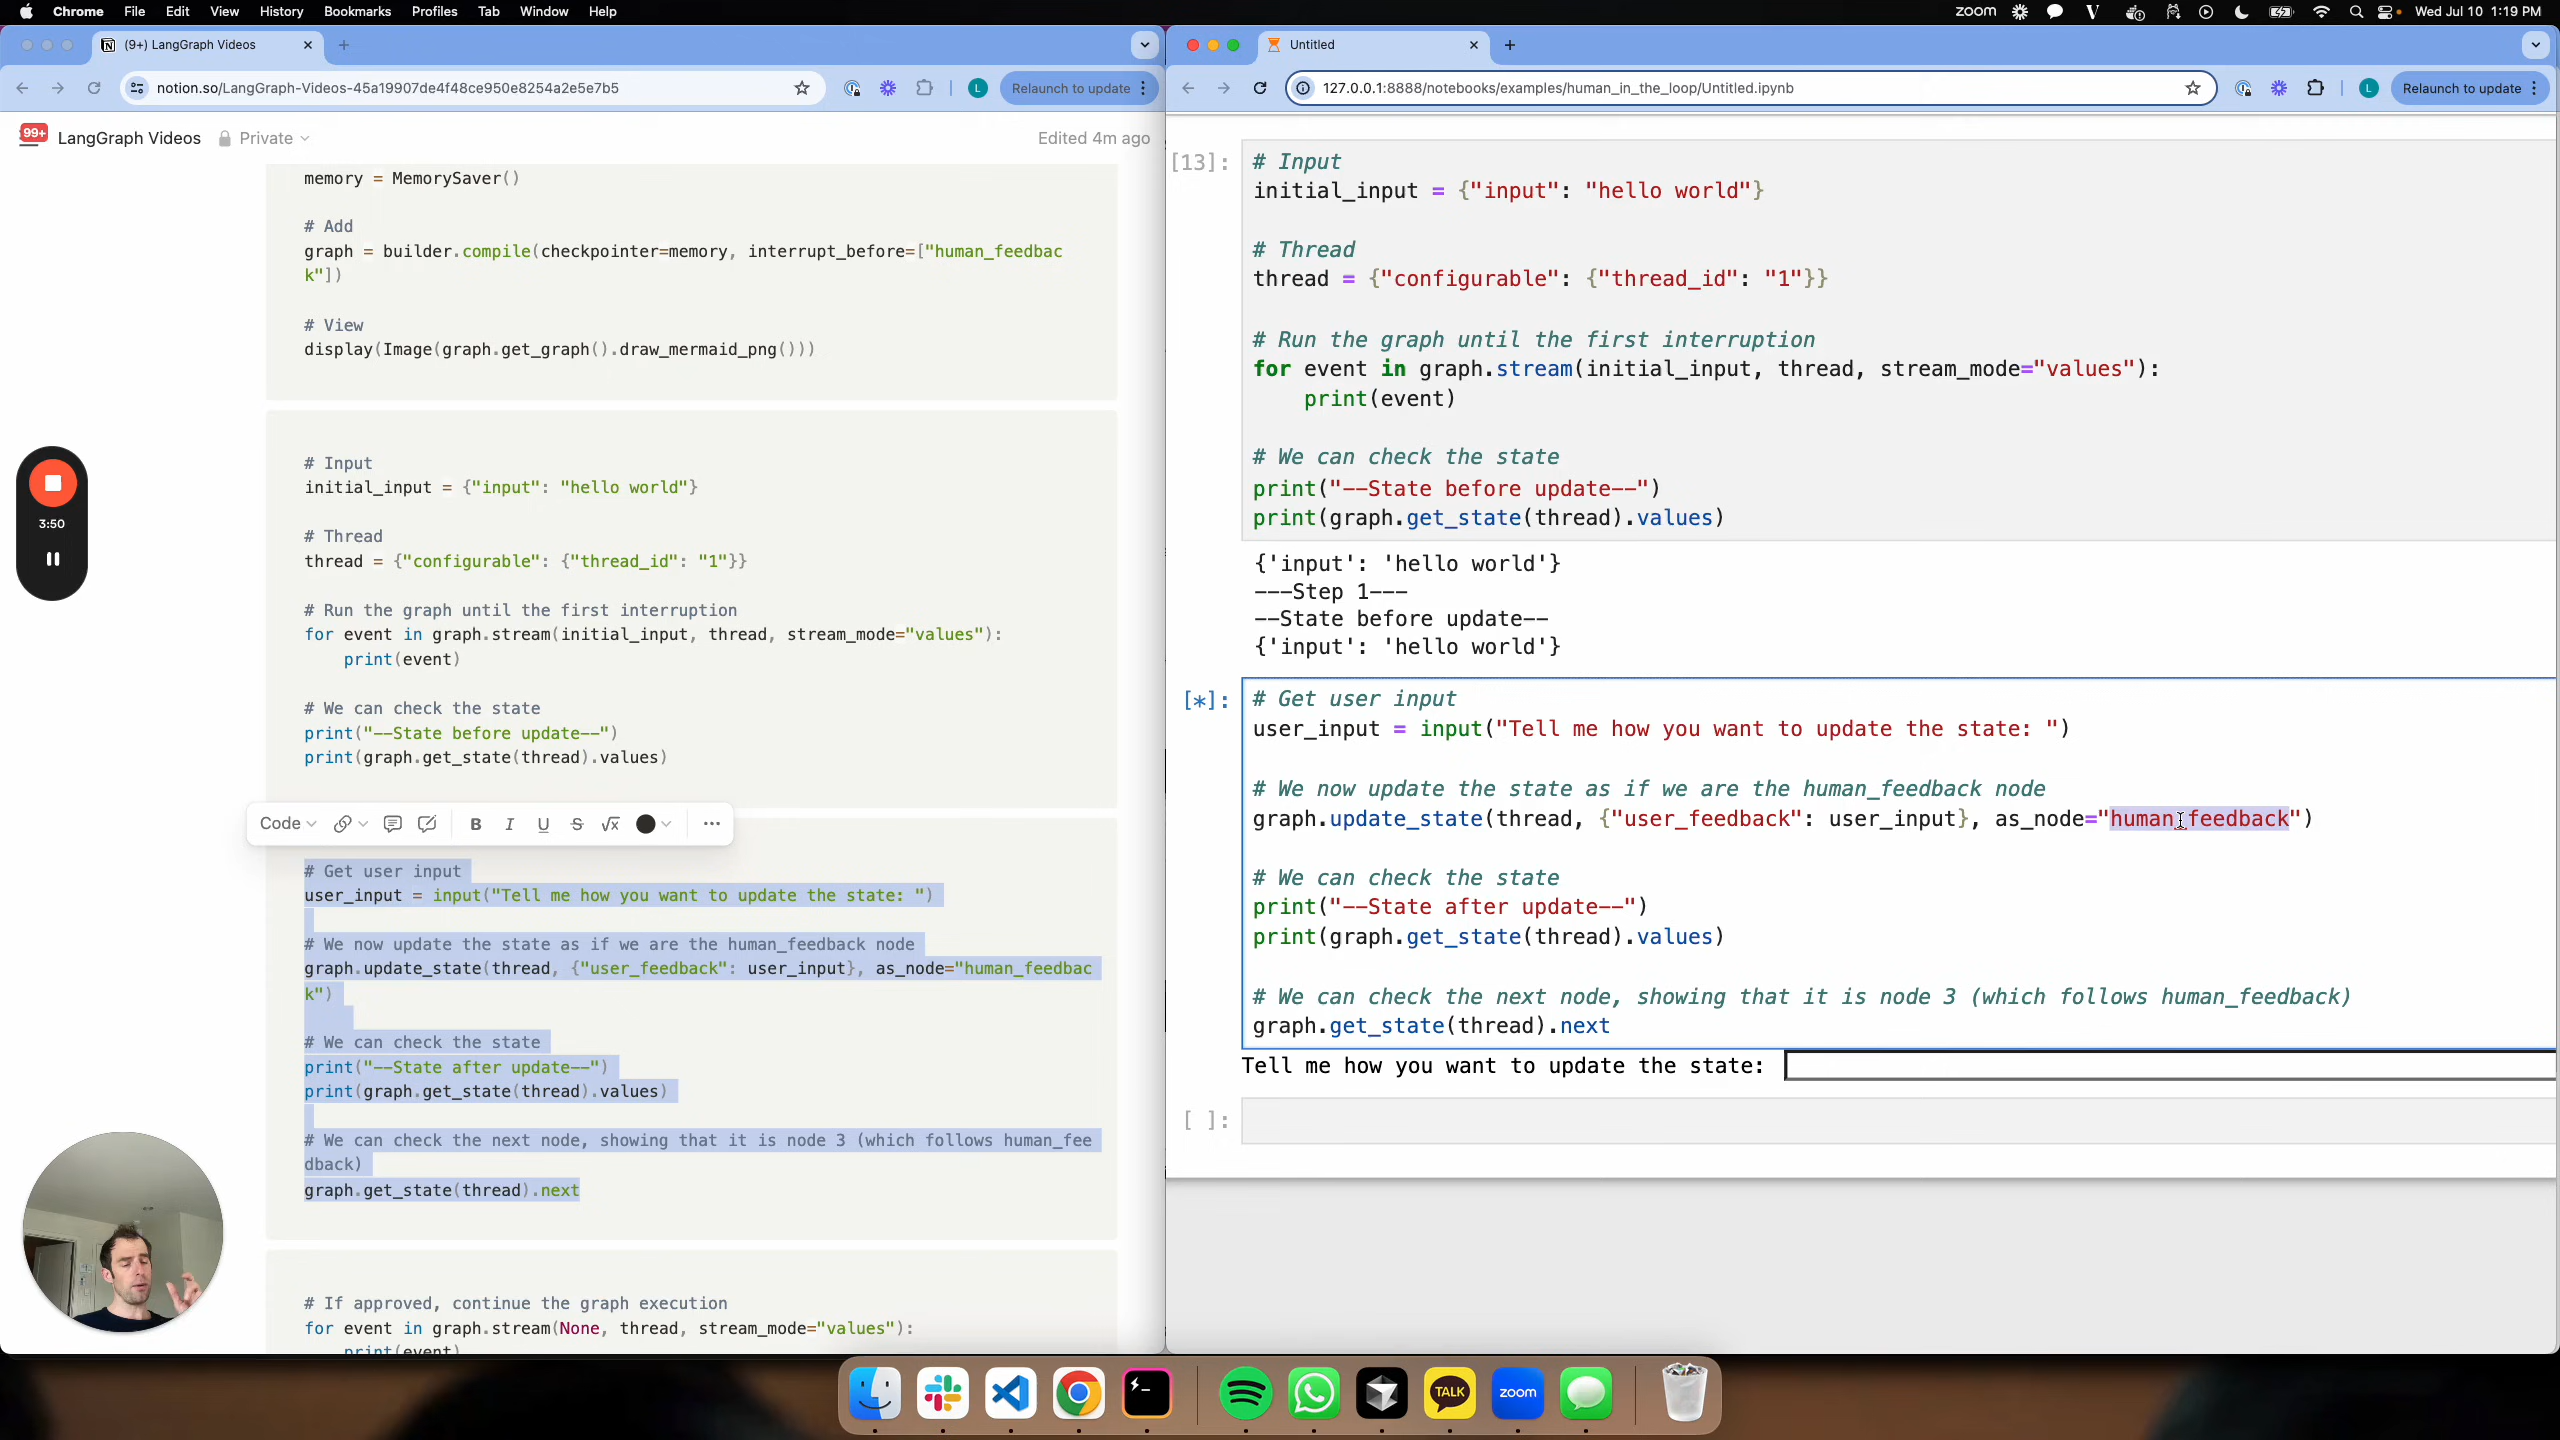 Chrome File Edit View History Bookmarks Profiles Tab Window Help
zoom Wed Jul 10 1:19 PM
(9+) LangGraph Videos
notion.so/LangGraph-Videos-45a19907de4f48ce950e8254a2e5e7b5
L
Relaunch to update
99+
LangGraph Videos
Private
Edited 4m ago
memory = MemorySaver()
# Add
graph = builder.compile(checkpointer=memory, interrupt_before=["human_feedbac
k"])
# View
display(Image(graph.get_graph().draw_mermaid_png()))
# Input
initial_input = {"input": "hello world"}
# Thread
thread = {"configurable": {"thread_id": "1"}}
# Run the graph until the first interruption
for event in graph.stream(initial_input, thread, stream_mode="values"):
    print(event)
# We can check the state
print("--State before update--")
print(graph.get_state(thread).values)
3:50
Code
B I U S √x
# Get user input
user_input = input("Tell me how you want to update the state: ")
# We now update the state as if we are the human_feedback node
graph.update_state(thread, {"user_feedback": user_input}, as_node="human_feedbac
k")
# We can check the state
print("--State after update--")
print(graph.get_state(thread).values)
# We can check the next node, showing that it is node 3 (which follows human_fee
dback)
graph.get_state(thread).next
# If approved, continue the graph execution
for event in graph.stream(None, thread, stream_mode="values"):
    print(event)
Untitled
127.0.0.1:8888/notebooks/examples/human_in_the_loop/Untitled.ipynb
L
Relaunch to update
[13]:
# Input
initial_input = {"input": "hello world"}
# Thread
thread = {"configurable": {"thread_id": "1"}}
# Run the graph until the first interruption
for event in graph.stream(initial_input, thread, stream_mode="values"):
    print(event)
# We can check the state
print("--State before update--")
print(graph.get_state(thread).values)
{'input': 'hello world'}
---Step 1---
--State before update--
{'input': 'hello world'}
[*]:
# Get user input
user_input = input("Tell me how you want to update the state: ")
# We now update the state as if we are the human_feedback node
graph.update_state(thread, {"user_feedback": user_input}, as_node="human_feedback")
# We can check the state
print("--State after update--")
print(graph.get_state(thread).values)
# We can check the next node, showing that it is node 3 (which follows human_feedback)
graph.get_state(thread).next
Tell me how you want to update the state:
[ ]:
TALK
zoom